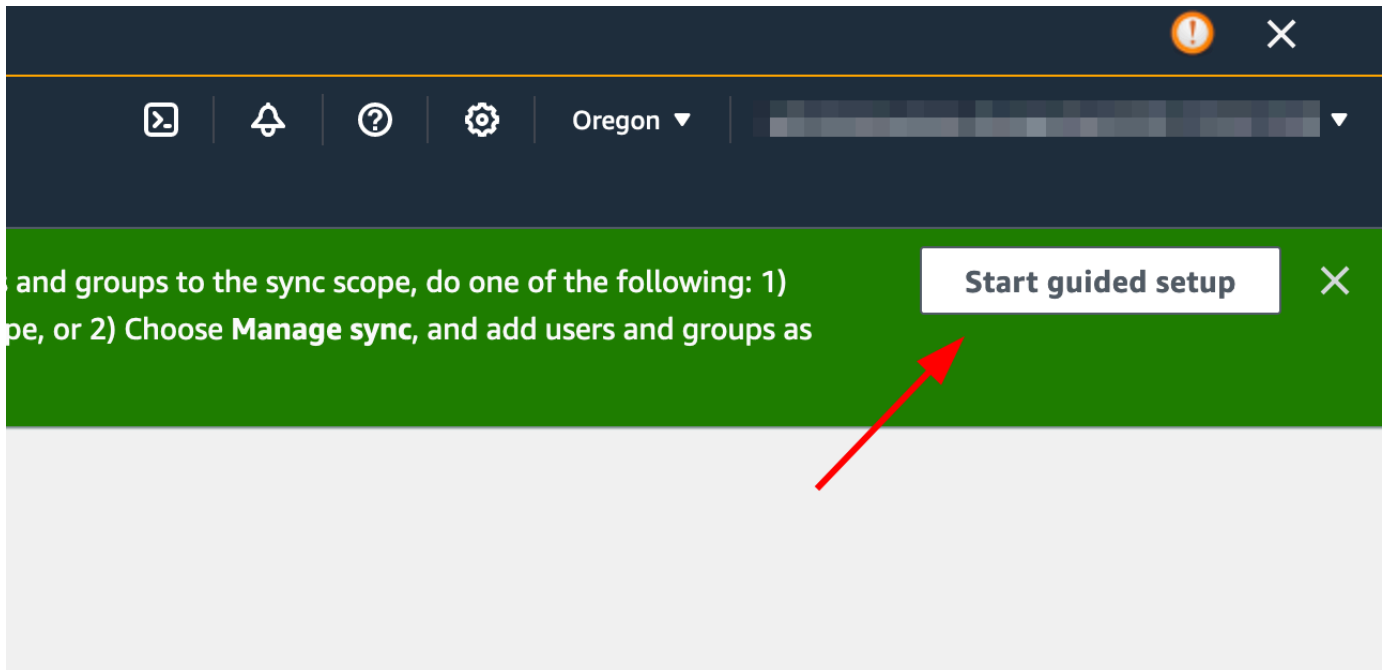 Oregon
and groups to the sync scope, do one of the following: 1)
Start guided setup
pe, or 2) Choose Manage sync, and add users and groups as